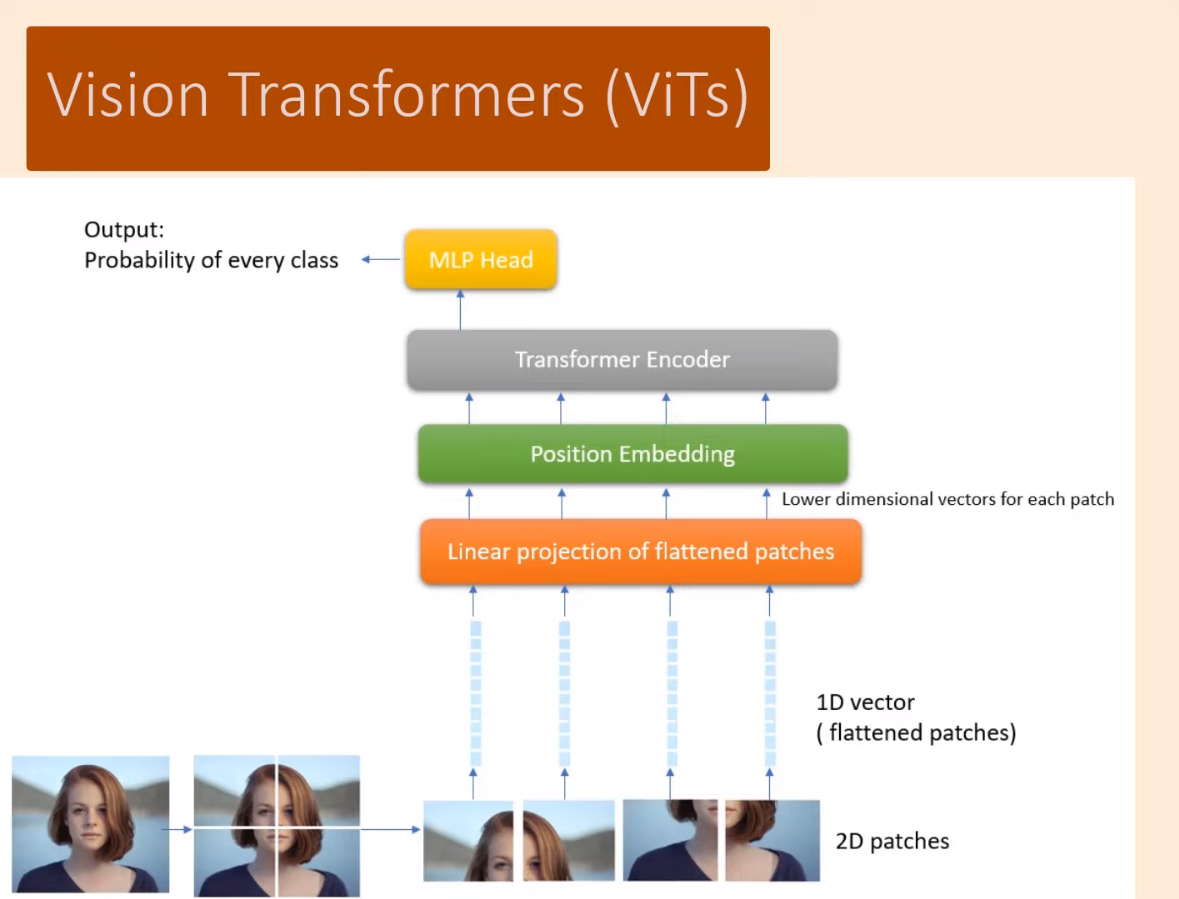 Vision Transformers (ViTs)
Output:
Probability of every class
MLP Head
Transformer Encoder
Position Embedding
Lower dimensional vectors for each patch
Linear projection of flattened patches
1D vector
( flattened patches)
2D patches